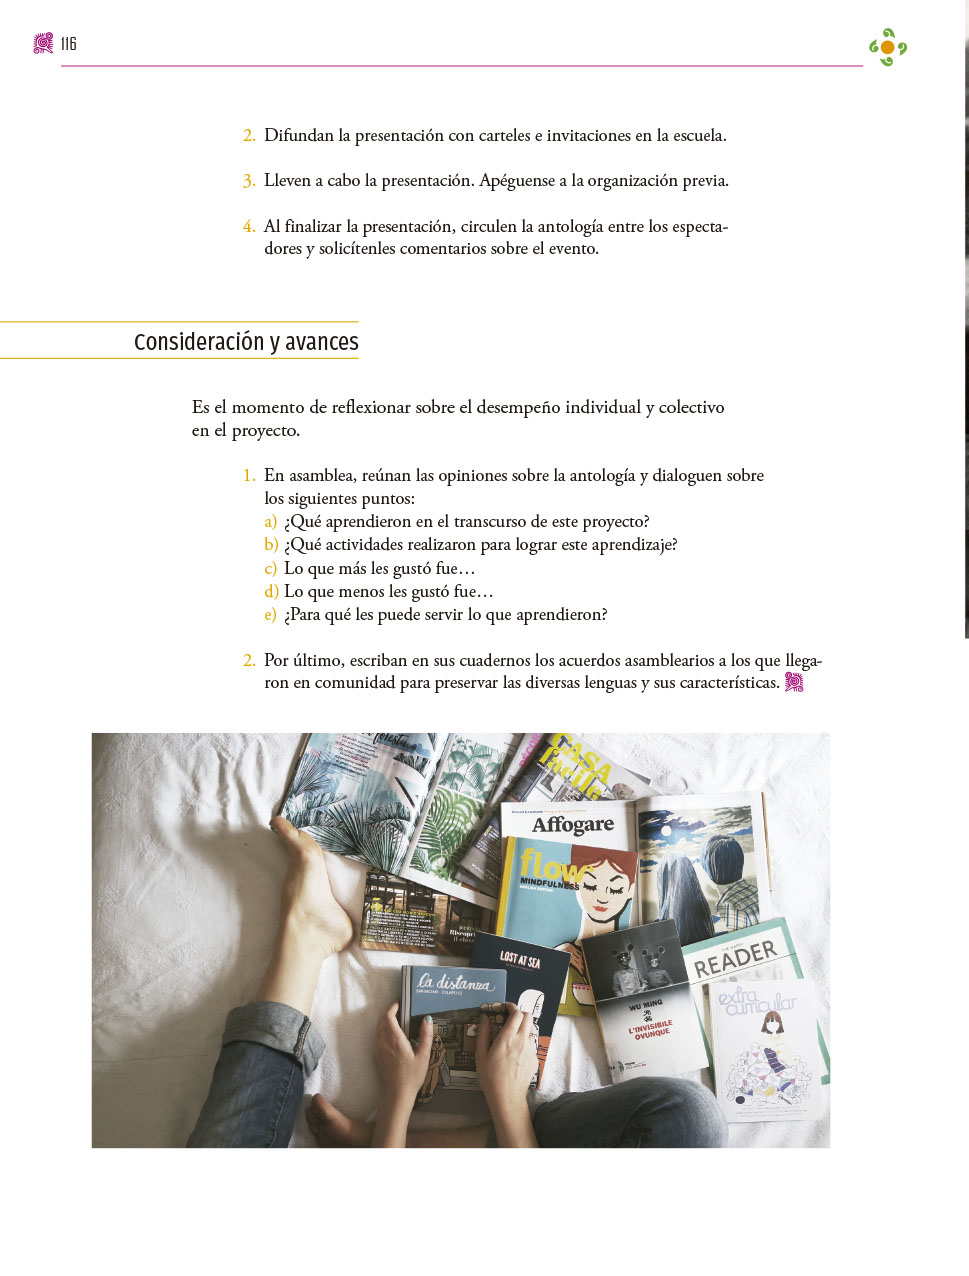 116
2. Difundan la presentación con carteles e invitaciones en la escuela.
3. Lleven a cabo la presentación. Apéguense a la organización previa.
4. Al finalizar la presentación, circulen la antología entre los especta-
dores y solicítenles comentarios sobre el evento.
Consideración y avances
Es el momento de reflexionar sobre el desempeño individual y colectivo
en el proyecto.
1. En asamblea, reúnan las opiniones sobre la antología y dialoguen sobre
los siguientes puntos:
a) ¿Qué aprendieron en el transcurso de este proyecto?
b) ¿Qué actividades realizaron para lograr este aprendizaje?
c) Lo que más les gustó fue…
d) Lo que menos les gustó fue…
e) ¿Para qué les puede servir lo que aprendieron?
2. Por último, escriban en sus cuadernos los acuerdos asamblearios a los que llega-
ron en comunidad para preservar las diversas lenguas y sus características.
CASA
facile
Affogare
flow
MINDFULNESS
LOST AT SEA
la distanza
WU MING
L'INVISIBILE
OVUNQUE
READER
extra
curricular